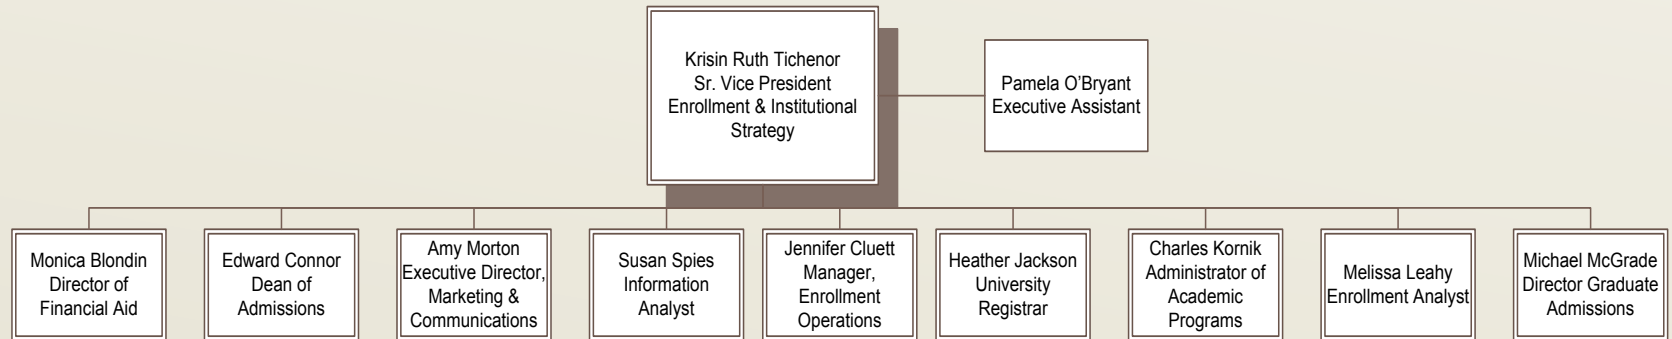 Krisin Ruth Tichenor
Sr. Vice President
Enrollment & Institutional
Strategy
Pamela O’Bryant
Executive Assistant
Monica Blondin
Director of
Financial Aid
Edward Connor
Dean of
Admissions
Amy Morton
Executive Director,
Marketing &
Communications
Susan Spies
Information
Analyst
Jennifer Cluett
Manager,
Enrollment
Operations
Heather Jackson
University
Registrar
Charles Kornik
Administrator of
Academic
Programs
Melissa Leahy
Enrollment Analyst
Michael McGrade
Director Graduate
Admissions